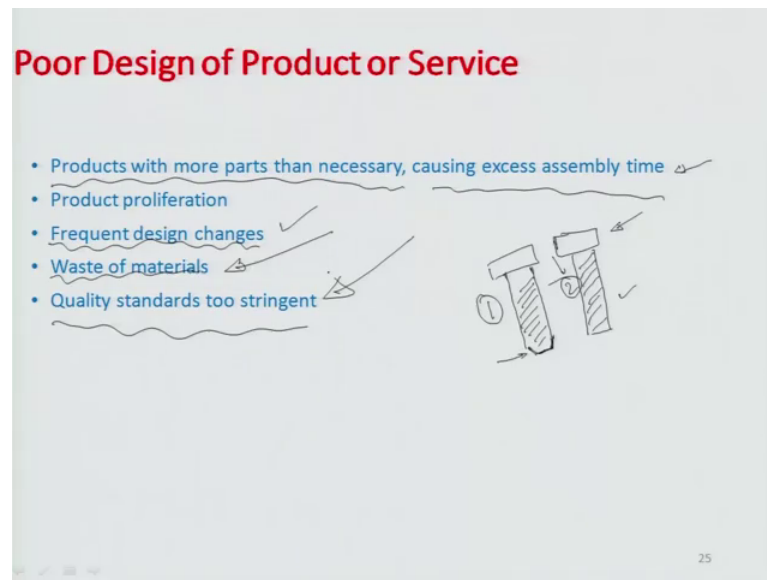 Poor Design of Product or Service
• Products with more parts than necessary, causing excess assembly time
• Product proliferation
• Frequent design changes
• Waste of materials
• Quality standards too stringent
1
2
25